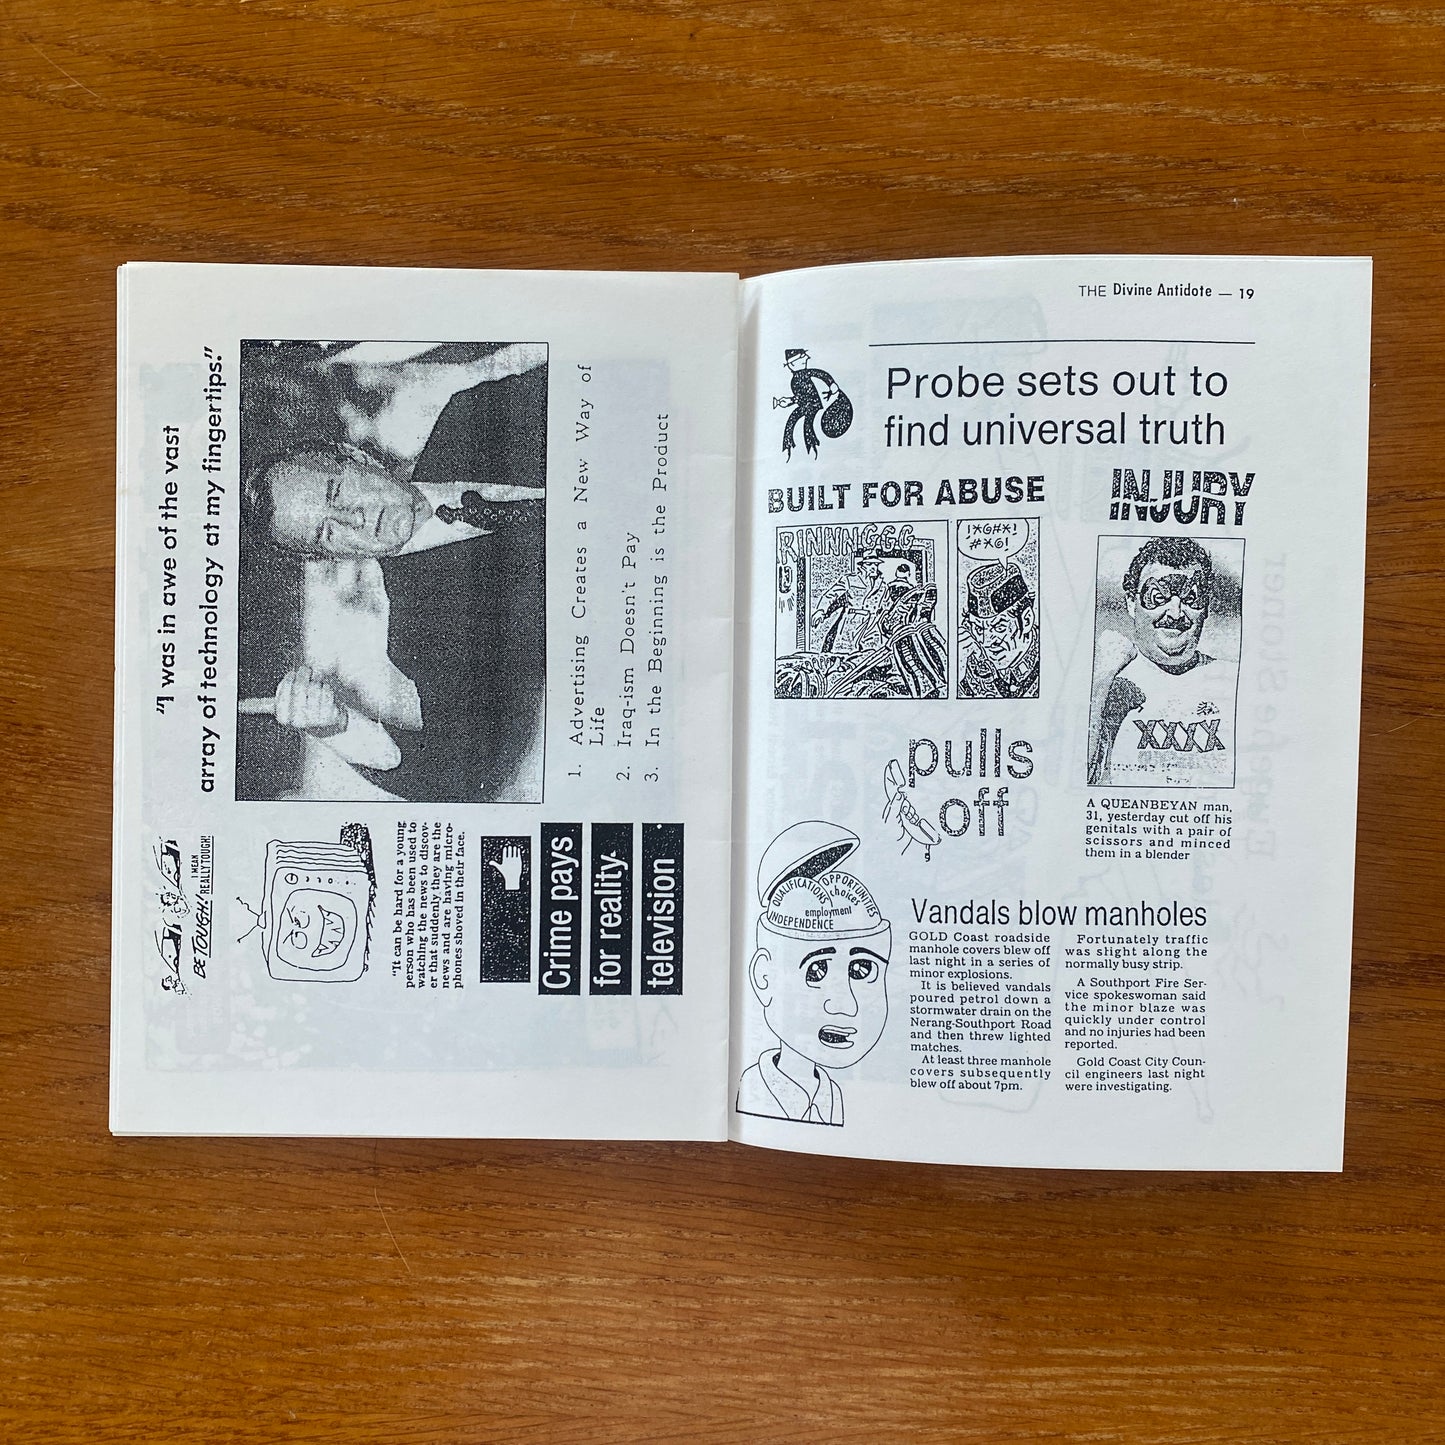 "I was in awe of the vast
array of technology at my fingertips."
1. Advertising Creates a New Way of
Life
2. Iraq-ism Doesn't Pay
3. In the Beginning is the Product
BE TOUGH!
I MEAN
REALLY TOUGH!
"It can be hard for a young
person who has been used to
watching the news to discov-
er that suddenly they are the
news and are having micro-
phones shoved in their face.
Crime pays
for reality
television
THE Divine Antidote — 19
Probe sets out to
find universal truth
BUILT FOR ABUSE
RINNNNGGGG
!*@#*!
#*@!
INJURY
XXXX
A QUEANBEYAN man,
31, yesterday cut off his
genitals with a pair of
scissors and minced
them in a blender
pulls
off
QUALIFICATIONS
OPPORTUNITIES
choices
employment
INDEPENDENCE
Vandals blow manholes
GOLD Coast roadside
manhole covers blew off
last night in a series of
minor explosions.
It is believed vandals
poured petrol down a
stormwater drain on the
Nerang-Southport Road
and then threw lighted
matches.
At least three manhole
covers subsequently
blew off about 7pm.
Fortunately traffic
was slight along the
normally busy strip.
A Southport Fire Ser-
vice spokeswoman said
the minor blaze was
quickly under control
and no injuries had been
reported.
Gold Coast City Coun-
cil engineers last night
were investigating.